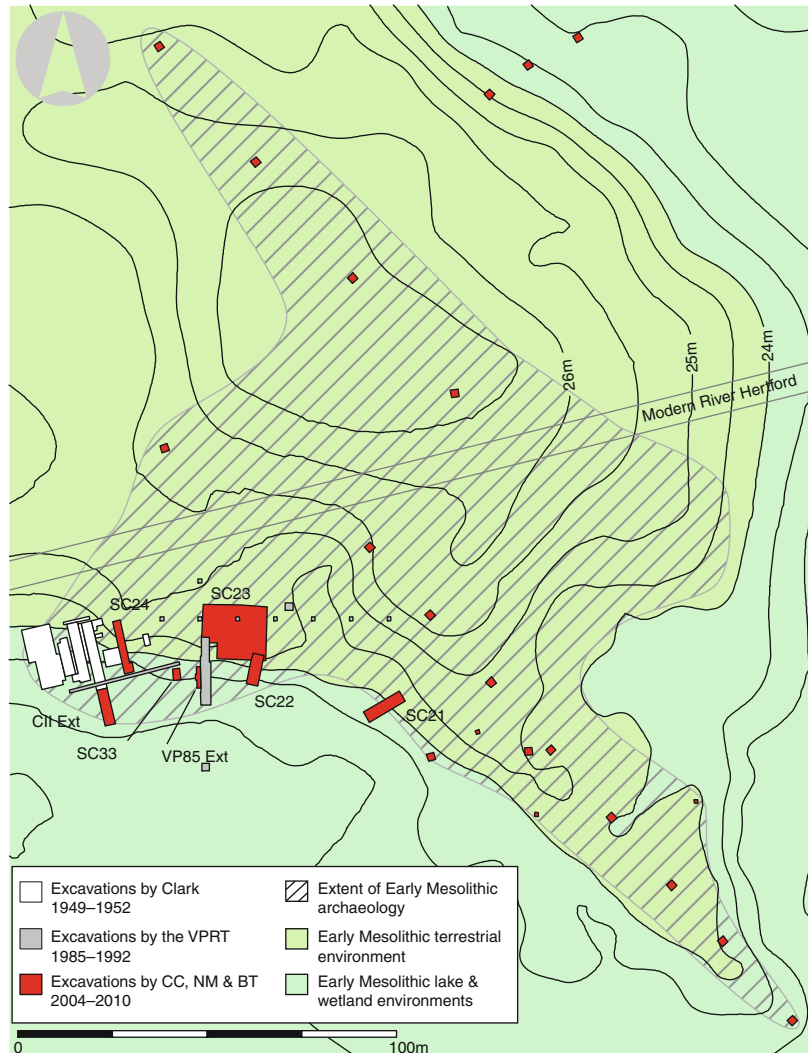 26m
25m
24m
Modern River Hertford
SC24
SC23
SC22
SC21
CII Ext
SC33
VP85 Ext
Excavations by Clark
1949–1952
Excavations by the VPRT
1985–1992
Excavations by CC, NM & BT
2004–2010
Extent of Early Mesolithic
archaeology
Early Mesolithic terrestrial
environment
Early Mesolithic lake &
wetland environments
0
100m